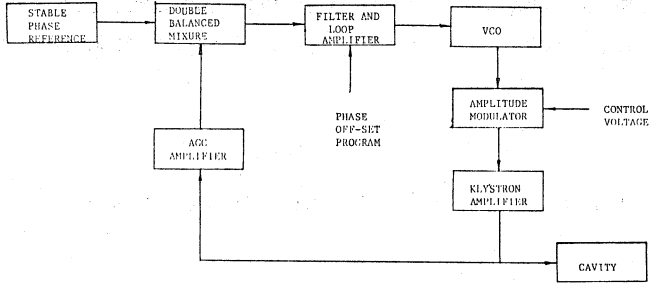 STABLE
PHASE
REFERENCE
DOUBLE
BALANCED
MIXURE
FILTER AND
LOOP
AMPLIFIER
VCO
PHASE
OFF-SET
PROGRAM
AMPLITUDE
MODULATOR
CONTROL
VOLTAGE
AGC
AMPLIFIER
KLYSTRON
AMPLIFIER
CAVITY